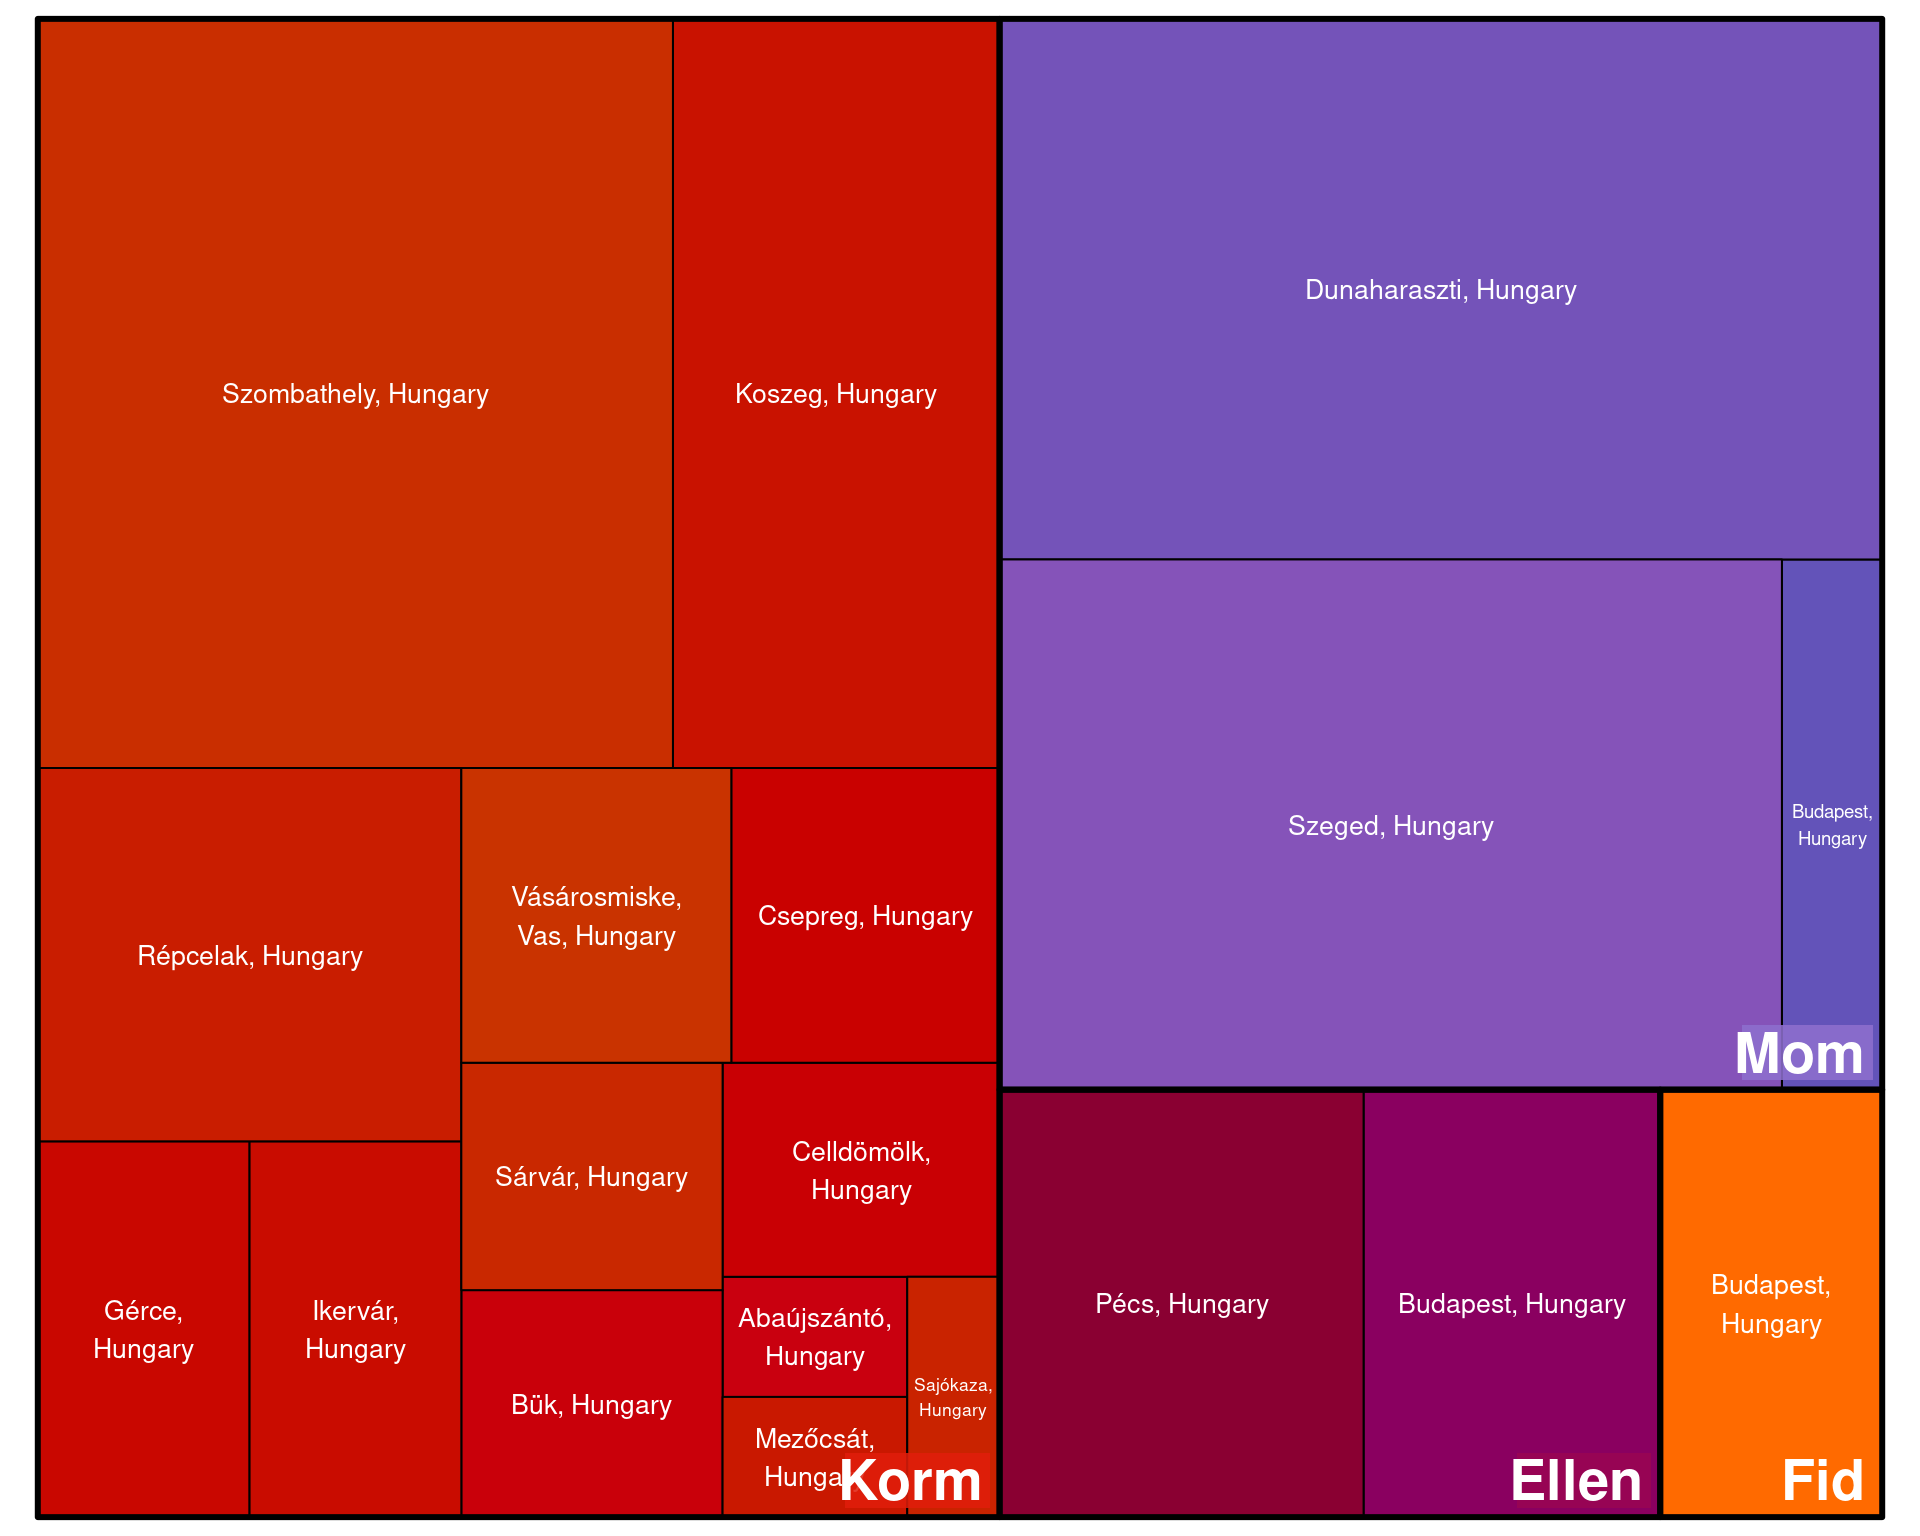 Szombathely, Hungary
Koszeg, Hungary
Répcelak, Hungary
Vásárosmiske,
Vas, Hungary
Csepreg, Hungary
Sárvár, Hungary
Celldömölk,
Hungary
Gérce,
Hungary
Ikervár,
Hungary
Bük, Hungary
Abaújszántó,
Hungary
Mezőcsát,
Hunga
Sajókaza,
Hungary
Korm
Dunaharaszti, Hungary
Szeged, Hungary
Budapest,
Hungary
Mom
Pécs, Hungary
Budapest, Hungary
Ellen
Budapest,
Hungary
Fid